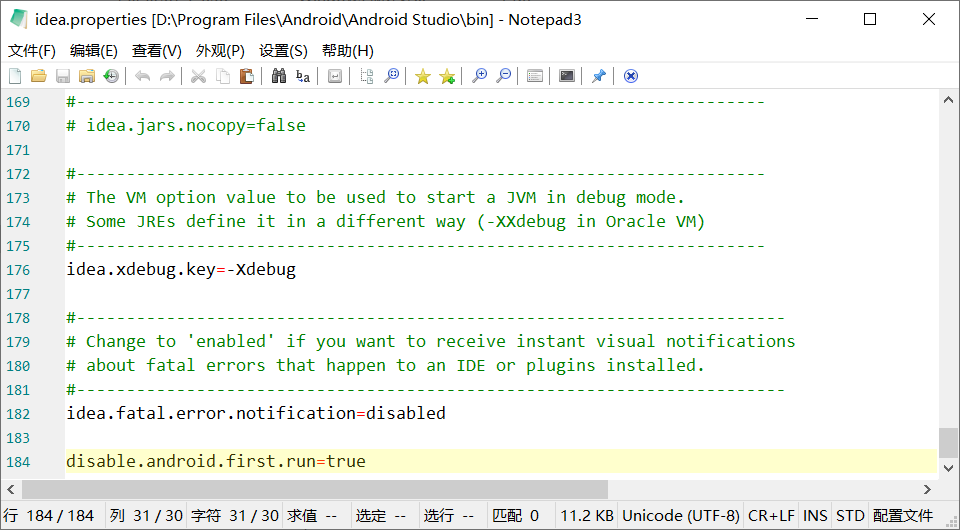 idea.properties [D:\Program Files\Android\Android Studio\bin] - Notepad3
文件(F) 编辑(E) 查看(V) 外观(P) 设置(S) 帮助(H)
169 #---------------------------------------------------------------------
170 # idea.jars.nocopy=false
171
172 #---------------------------------------------------------------------
173 # The VM option value to be used to start a JVM in debug mode.
174 # Some JREs define it in a different way (-XXdebug in Oracle VM)
175 #---------------------------------------------------------------------
176 idea.xdebug.key=-Xdebug
177
178 #-----------------------------------------------------------------------
179 # Change to 'enabled' if you want to receive instant visual notifications
180 # about fatal errors that happen to an IDE or plugins installed.
181 #-----------------------------------------------------------------------
182 idea.fatal.error.notification=disabled
183
184 disable.android.first.run=true
行 184 / 184 列 31 / 30 字符 31 / 30 求值 -- 选定 -- 选行 -- 匹配 0 11.2 KB Unicode (UTF-8) CR+LF INS STD 配置文件